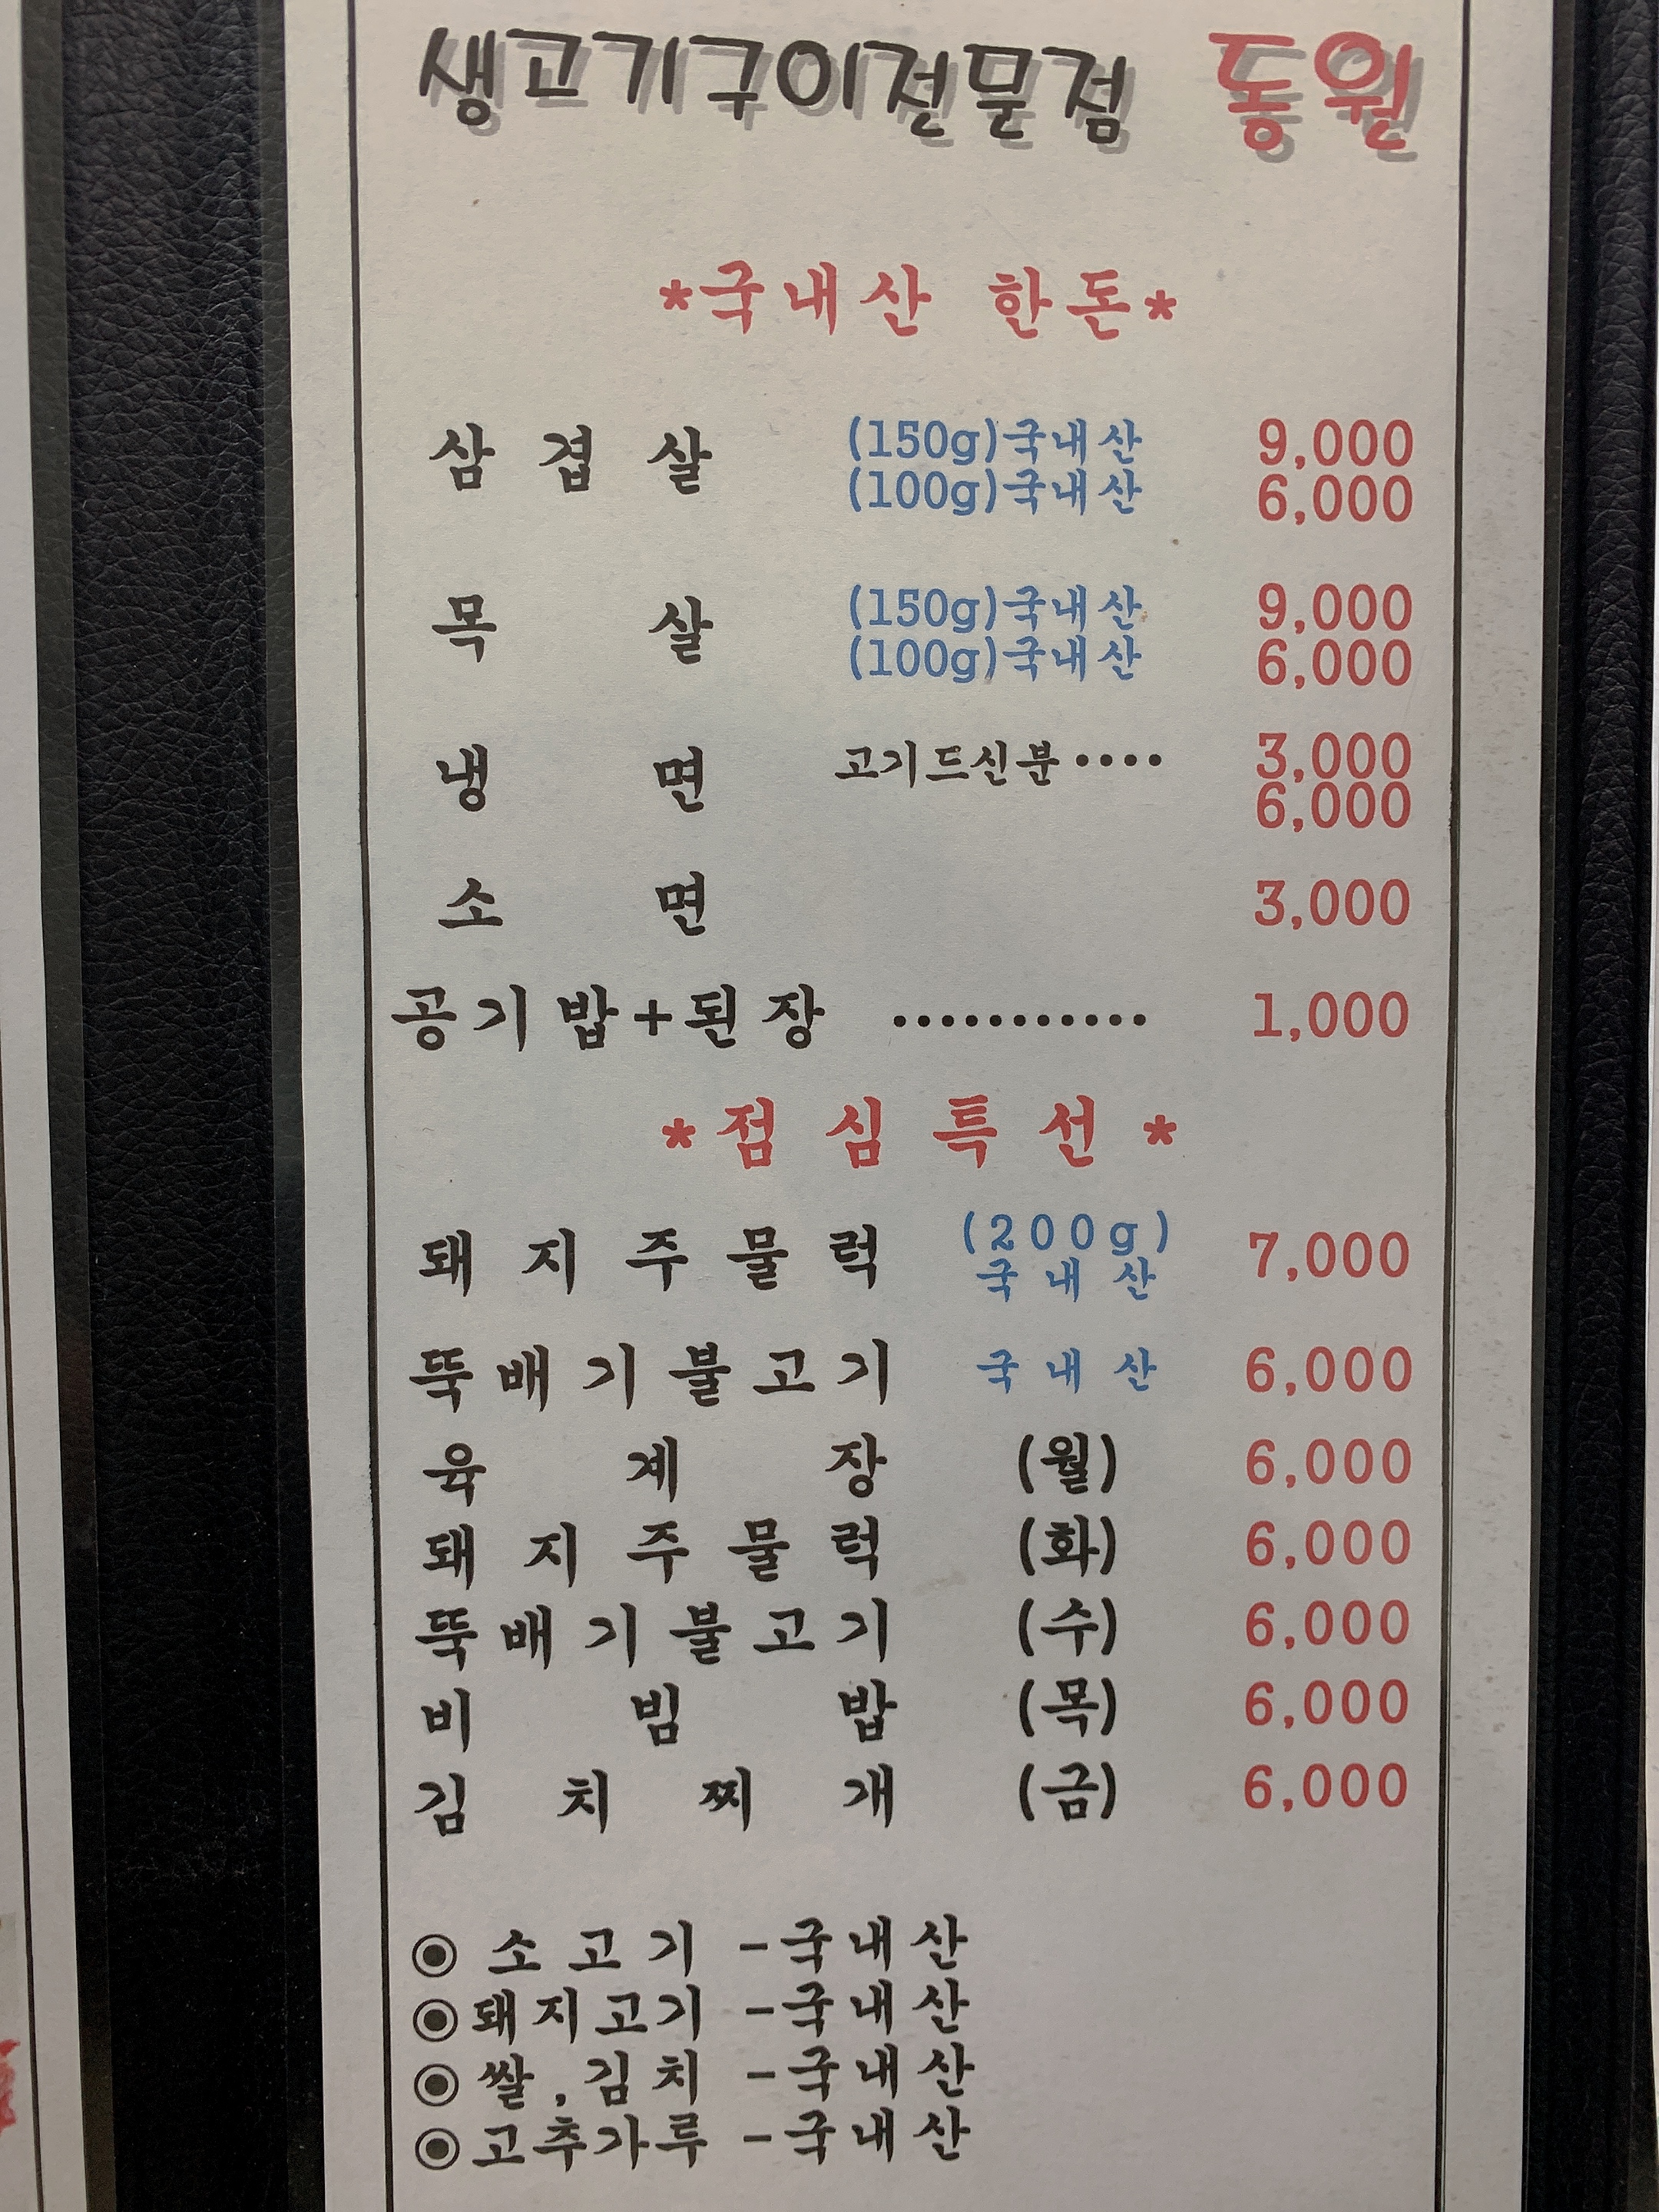 생고기구이전문점 동원
*국내산 한돈*
삼겹살 (150g)국내산 9,000
(100g)국내산 6,000
목살 (150g)국내산 9,000
(100g)국내산 6,000
냉면 고기드신분···· 3,000
6,000
소면 3,000
공기밥+된장 ··········· 1,000
*점심특선*
돼지주물럭 (200g) 국내산 7,000
뚝배기불고기 국내산 6,000
육계장 (월) 6,000
돼지주물럭 (화) 6,000
뚝배기불고기 (수) 6,000
비빔밥 (목) 6,000
김치찌개 (금) 6,000
◉ 소고기 -국내산
◉ 돼지고기 -국내산
◉ 쌀,김치 -국내산
◉ 고추가루 -국내산